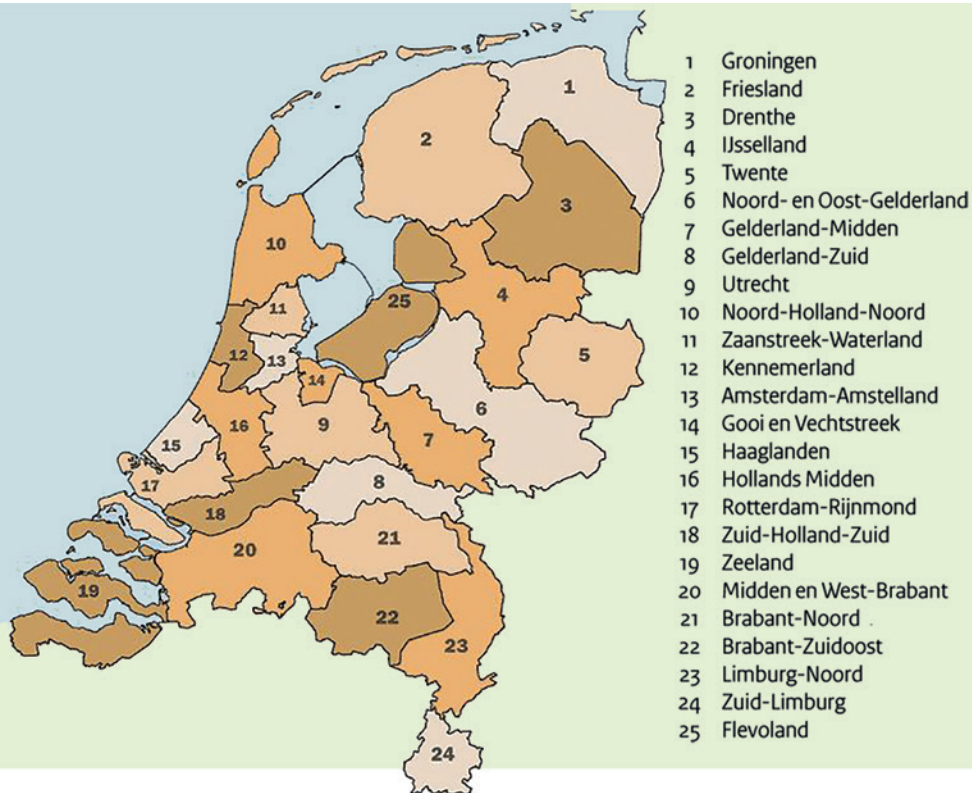 1
2
3
10
25
4
11
12
13
5
14
6
16
9
7
15
17
8
18
21
20
19
22
23
24
1 Groningen
2 Friesland
3 Drenthe
4 IJsselland
5 Twente
6 Noord- en Oost-Gelderland
7 Gelderland-Midden
8 Gelderland-Zuid
9 Utrecht
10 Noord-Holland-Noord
11 Zaanstreek-Waterland
12 Kennemerland
13 Amsterdam-Amstelland
14 Gooi en Vechtstreek
15 Haaglanden
16 Hollands Midden
17 Rotterdam-Rijnmond
18 Zuid-Holland-Zuid
19 Zeeland
20 Midden en West-Brabant
21 Brabant-Noord
22 Brabant-Zuidoost
23 Limburg-Noord
24 Zuid-Limburg
25 Flevoland